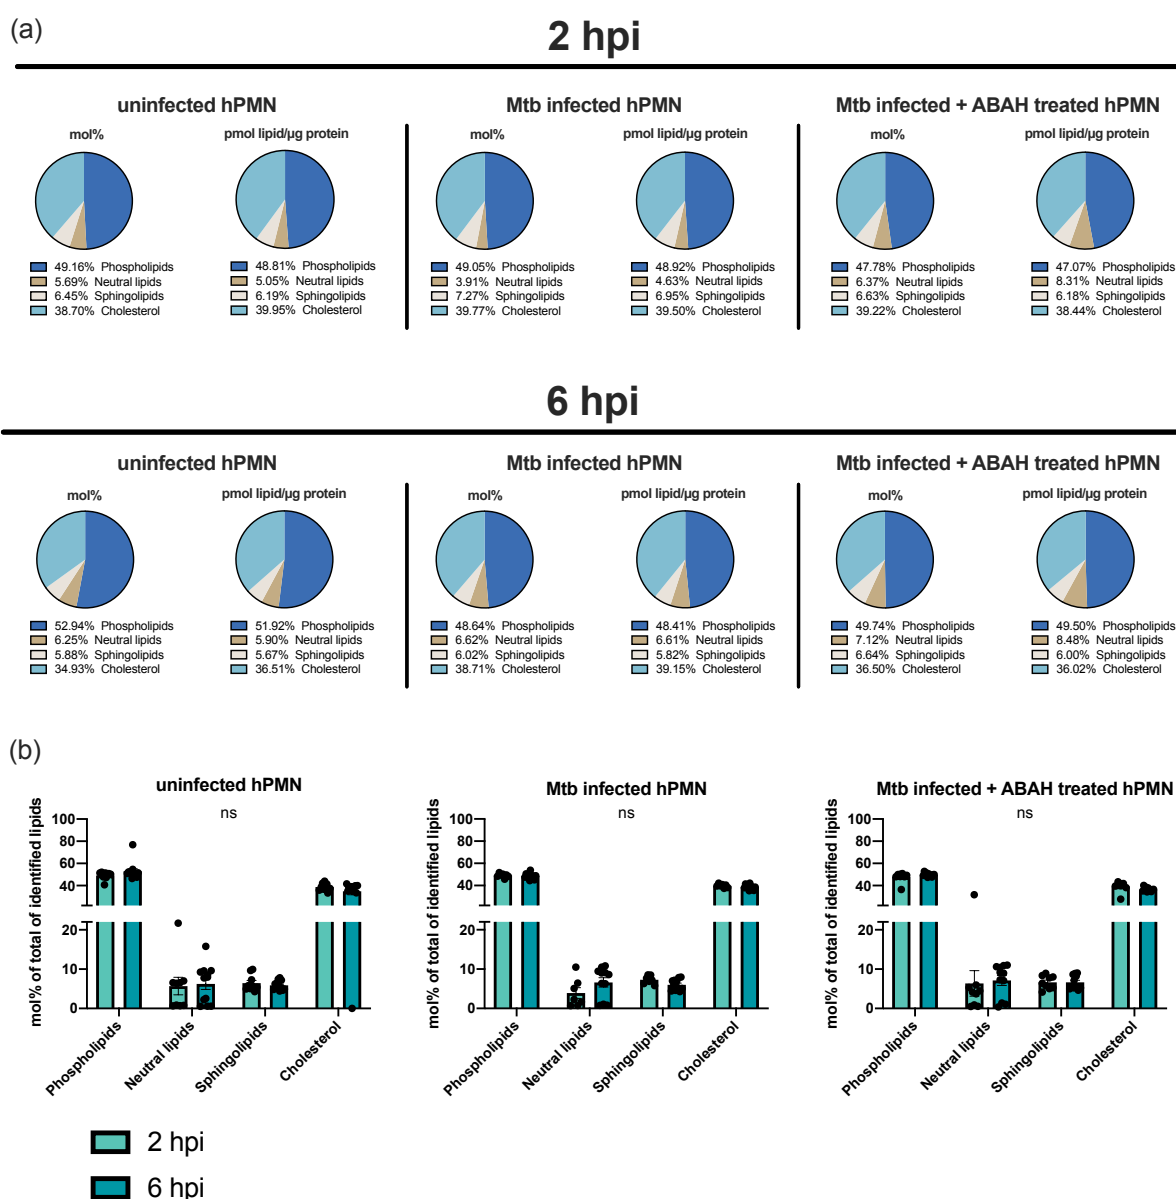 (a)
2 hpi
uninfected hPMN
Mtb infected hPMN
Mtb infected + ABAH treated hPMN
mol%
pmol lipid/µg protein
mol%
pmol lipid/µg protein
mol%
pmol lipid/µg protein
49.16% Phospholipids
5.69% Neutral lipids
6.45% Sphingolipids
38.70% Cholesterol
48.81% Phospholipids
5.05% Neutral lipids
6.19% Sphingolipids
39.95% Cholesterol
49.05% Phospholipids
3.91% Neutral lipids
7.27% Sphingolipids
39.77% Cholesterol
48.92% Phospholipids
4.63% Neutral lipids
6.95% Sphingolipids
39.50% Cholesterol
47.78% Phospholipids
6.37% Neutral lipids
6.63% Sphingolipids
39.22% Cholesterol
47.07% Phospholipids
8.31% Neutral lipids
6.18% Sphingolipids
38.44% Cholesterol
6 hpi
uninfected hPMN
Mtb infected hPMN
Mtb infected + ABAH treated hPMN
mol%
pmol lipid/µg protein
mol%
pmol lipid/µg protein
mol%
pmol lipid/µg protein
52.94% Phospholipids
6.25% Neutral lipids
5.88% Sphingolipids
34.93% Cholesterol
51.92% Phospholipids
5.90% Neutral lipids
5.67% Sphingolipids
36.51% Cholesterol
48.64% Phospholipids
6.62% Neutral lipids
6.02% Sphingolipids
38.71% Cholesterol
48.41% Phospholipids
6.61% Neutral lipids
5.82% Sphingolipids
39.15% Cholesterol
49.74% Phospholipids
7.12% Neutral lipids
6.64% Sphingolipids
36.50% Cholesterol
49.50% Phospholipids
8.48% Neutral lipids
6.00% Sphingolipids
36.02% Cholesterol
(b)
uninfected hPMN
ns
mol% of total of identified lipids
100
80
60
40
20
10
0
Phospholipids
Neutral lipids
Sphingolipids
Cholesterol
Mtb infected hPMN
ns
mol% of total of identified lipids
100
80
60
40
20
10
0
Phospholipids
Neutral lipids
Sphingolipids
Cholesterol
Mtb infected + ABAH treated hPMN
ns
mol% of total of identified lipids
100
80
60
40
20
10
0
Phospholipids
Neutral lipids
Sphingolipids
Cholesterol
2 hpi
6 hpi